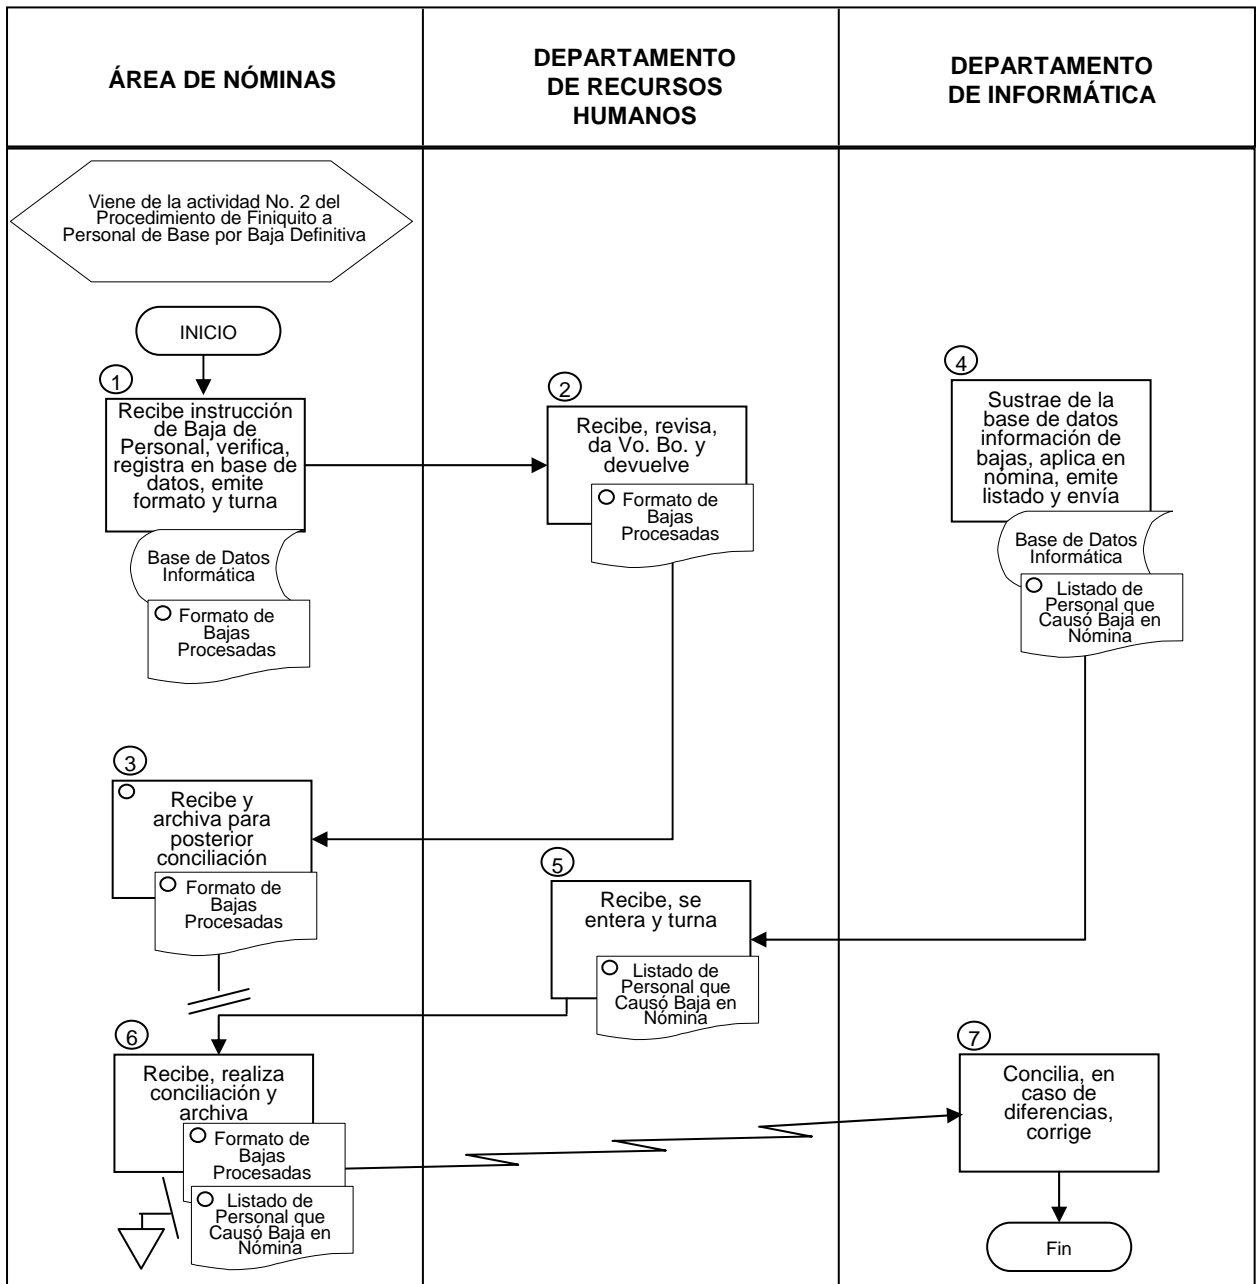 ÁREA DE NÓMINAS
DEPARTAMENTO
DE RECURSOS
HUMANOS
DEPARTAMENTO
DE INFORMÁTICA
Viene de la actividad No. 2 del
Procedimiento de Finiquito a
Personal de Base por Baja Definitiva
INICIO
1
Recibe instrucción
de Baja de
Personal, verifica,
registra en base de
datos, emite
formato y turna
Base de Datos
Informática
Formato de
Bajas
Procesadas
2
Recibe, revisa,
da Vo. Bo. y
devuelve
Formato de
Bajas
Procesadas
4
Sustrae de la
base de datos
información de
bajas, aplica en
nómina, emite
listado y envía
Base de Datos
Informática
Listado de
Personal que
Causó Baja en
Nómina
3
Recibe y
archiva para
posterior
conciliación
Formato de
Bajas
Procesadas
5
Recibe, se
entera y turna
Listado de
Personal que
Causó Baja en
Nómina
6
Recibe, realiza
conciliación y
archiva
Formato de
Bajas
Procesadas
Listado de
Personal que
Causó Baja en
Nómina
7
Concilia, en
caso de
diferencias,
corrige
Fin